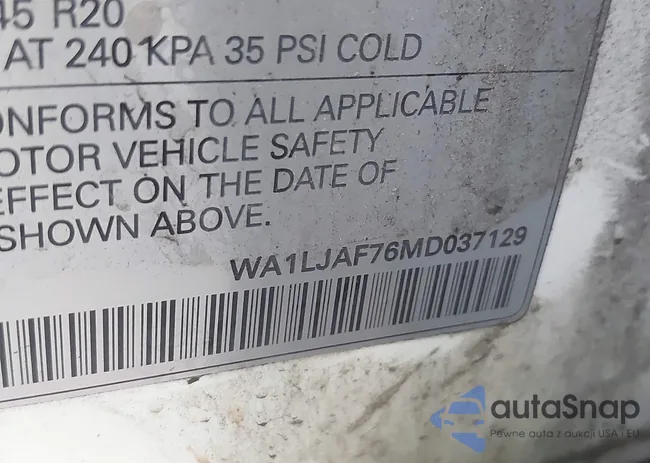 45 R20
AT 240 KPA 35 PSI COLD
ONFORMS TO ALL APPLICABLE
OTOR VEHICLE SAFETY
EFFECT ON THE DATE OF
SHOWN ABOVE.
WA1LJAF76MD037129
autaSnap
Pewne auta z aukcji USA i EU